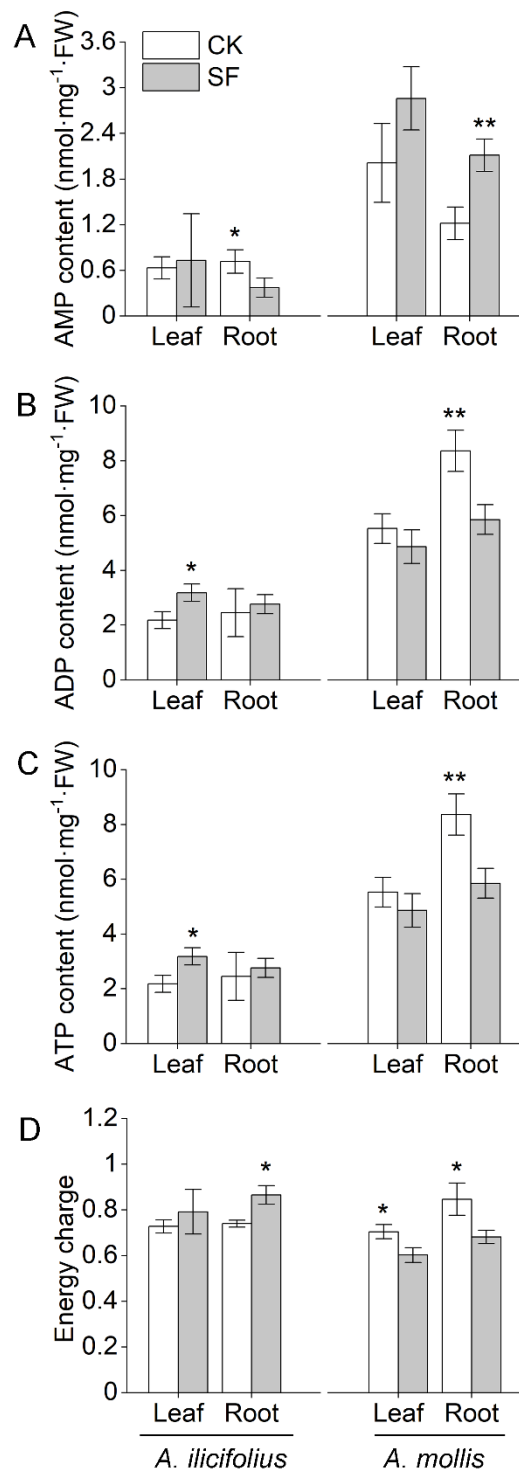 A
CK
SF
AMP content (nmol·mg⁻¹·FW)
3.6
3
2.4
1.8
1.2
0.6
0
*
**
Leaf Root Leaf Root
B
ADP content (nmol·mg⁻¹·FW)
10
8
6
4
2
0
*
**
Leaf Root Leaf Root
C
ATP content (nmol·mg⁻¹·FW)
10
8
6
4
2
0
*
**
Leaf Root Leaf Root
D
Energy charge
1.2
1
0.8
0.6
0.4
0.2
0
*
*
*
Leaf Root Leaf Root
A. ilicifolius A. mollis